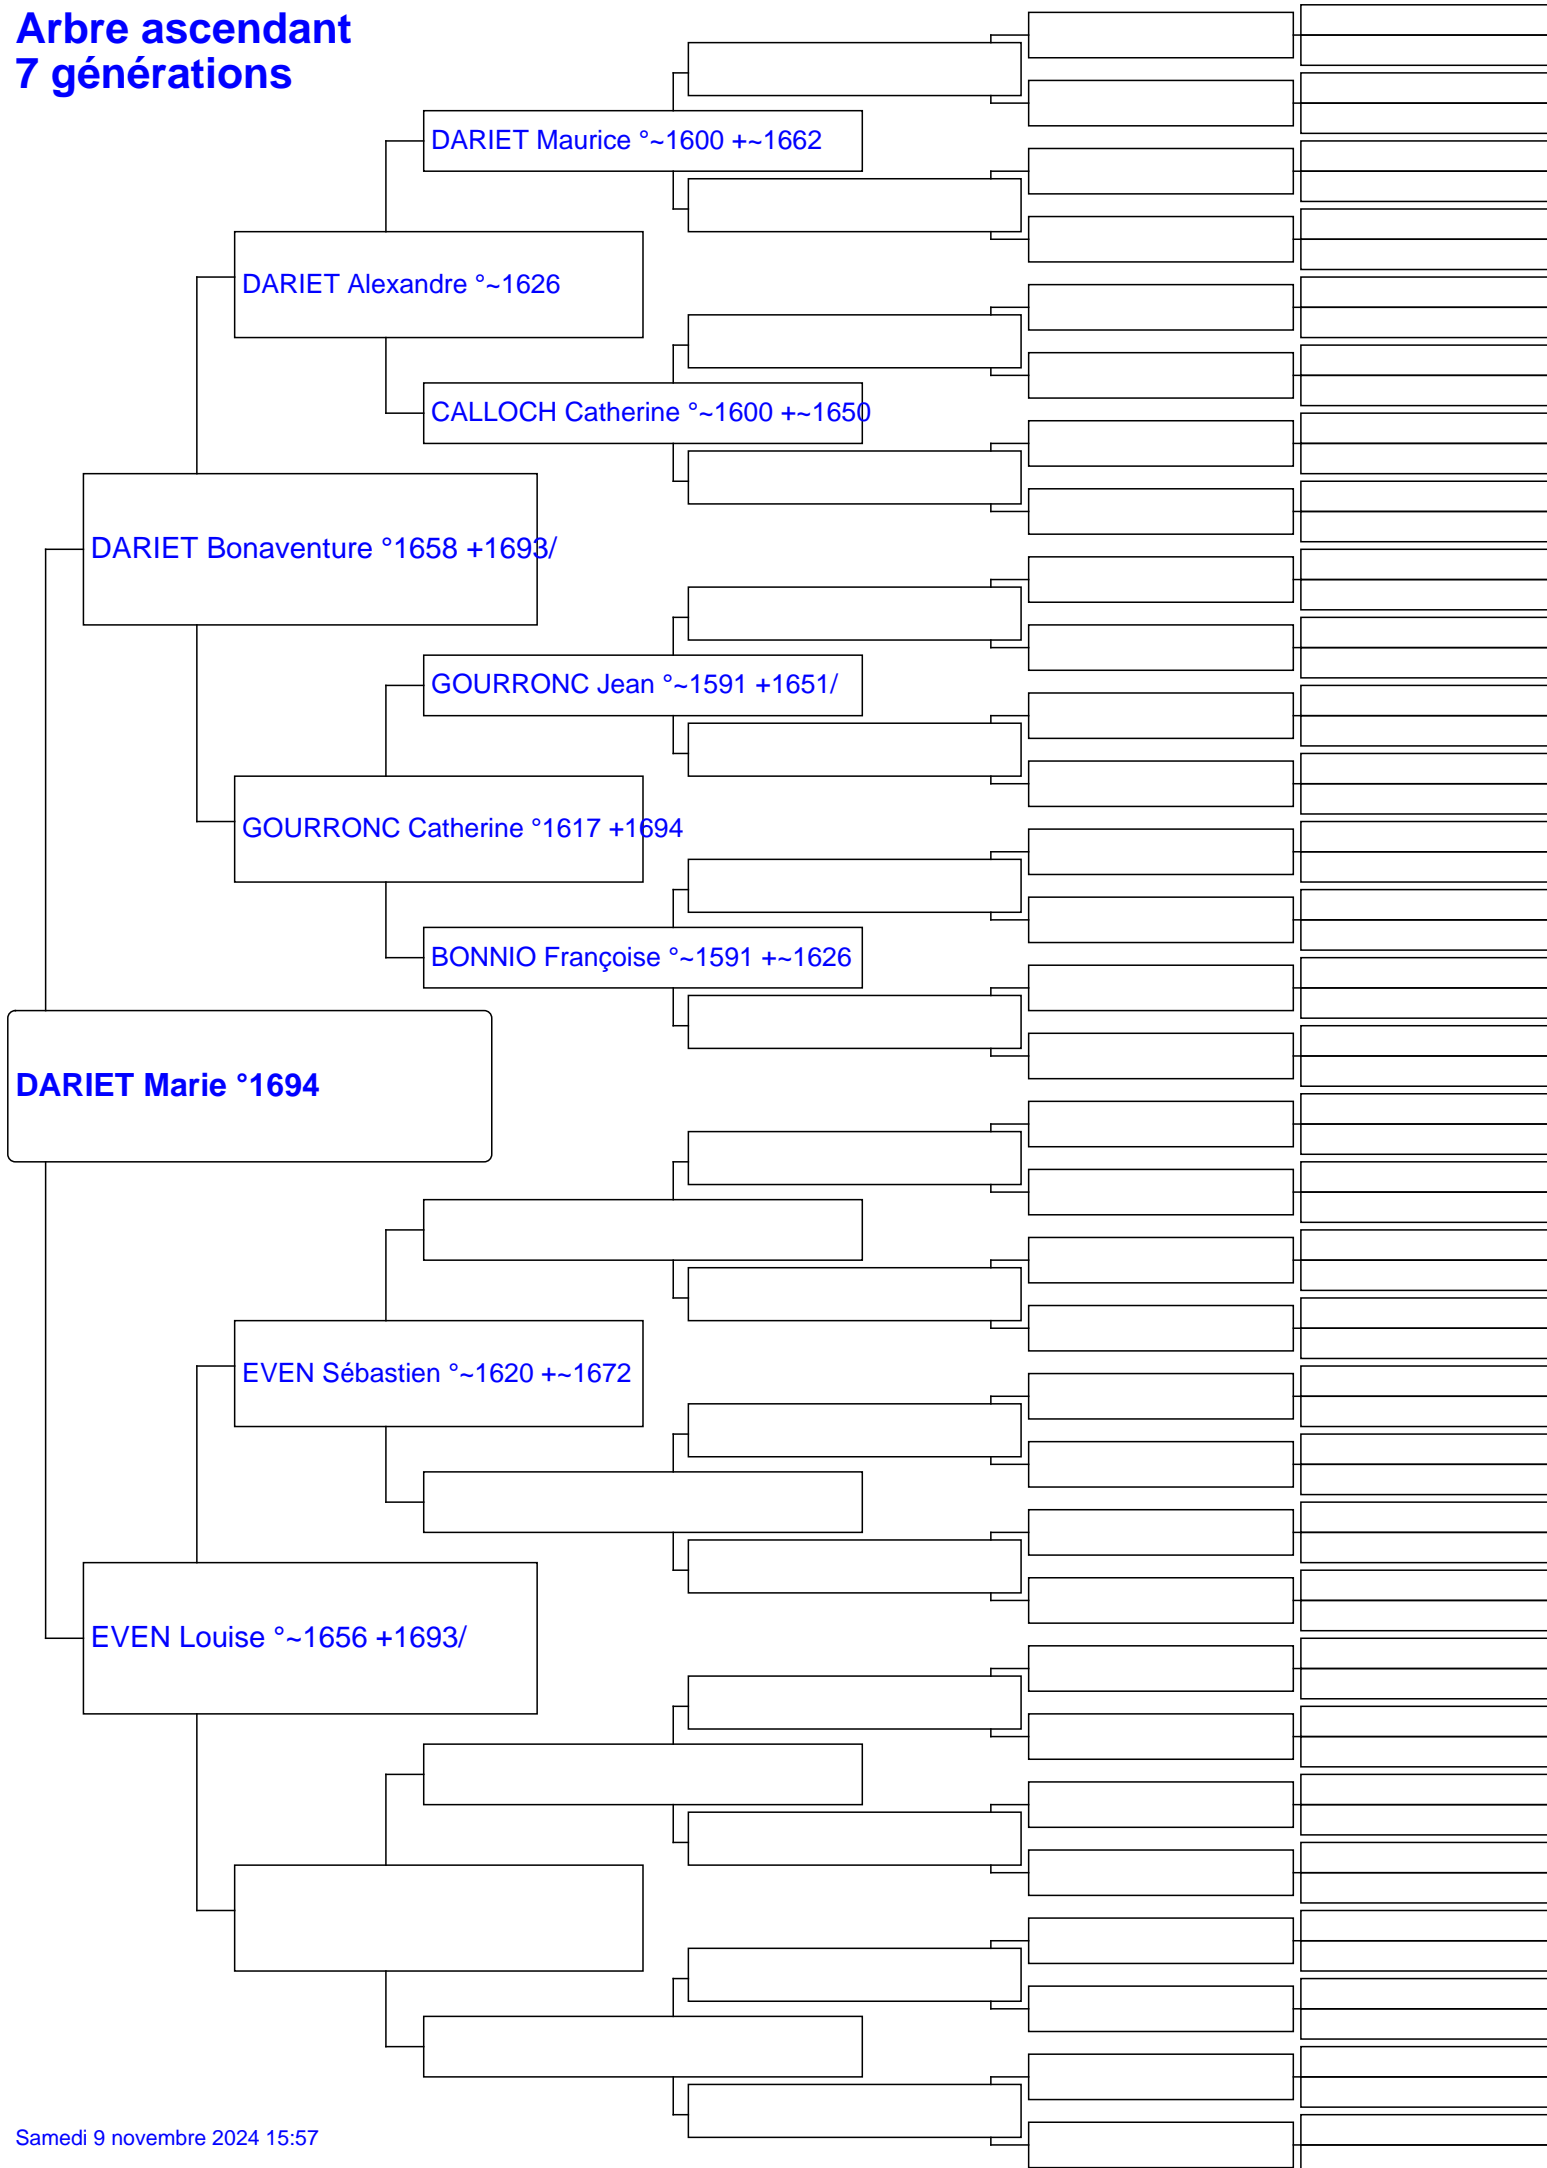 Arbre ascendant
7 générations
DARIET Maurice °~1600 +~1662
DARIET Alexandre °~1626
CALLOCH Catherine °~1600 +~1650
DARIET Bonaventure °1658 +1693/
GOURRONC Jean °~1591 +1651/
GOURRONC Catherine °1617 +1694
BONNIO Françoise °~1591 +~1626
DARIET Marie °1694
EVEN Sébastien °~1620 +~1672
EVEN Louise °~1656 +1693/
Samedi 9 novembre 2024 15:57